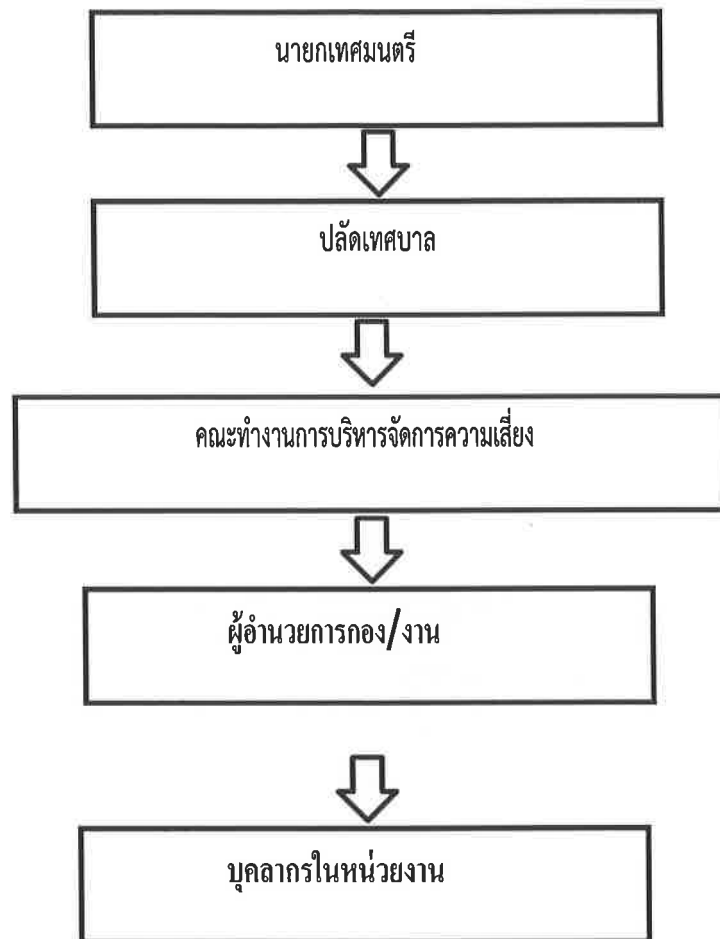 นายกเทศมนตรี
ปลัดเทศบาล
คณะทำงานการบริหารจัดการความเสี่ยง
ผู้อำนวยการกอง/งาน
บุคลากรในหน่วยงาน